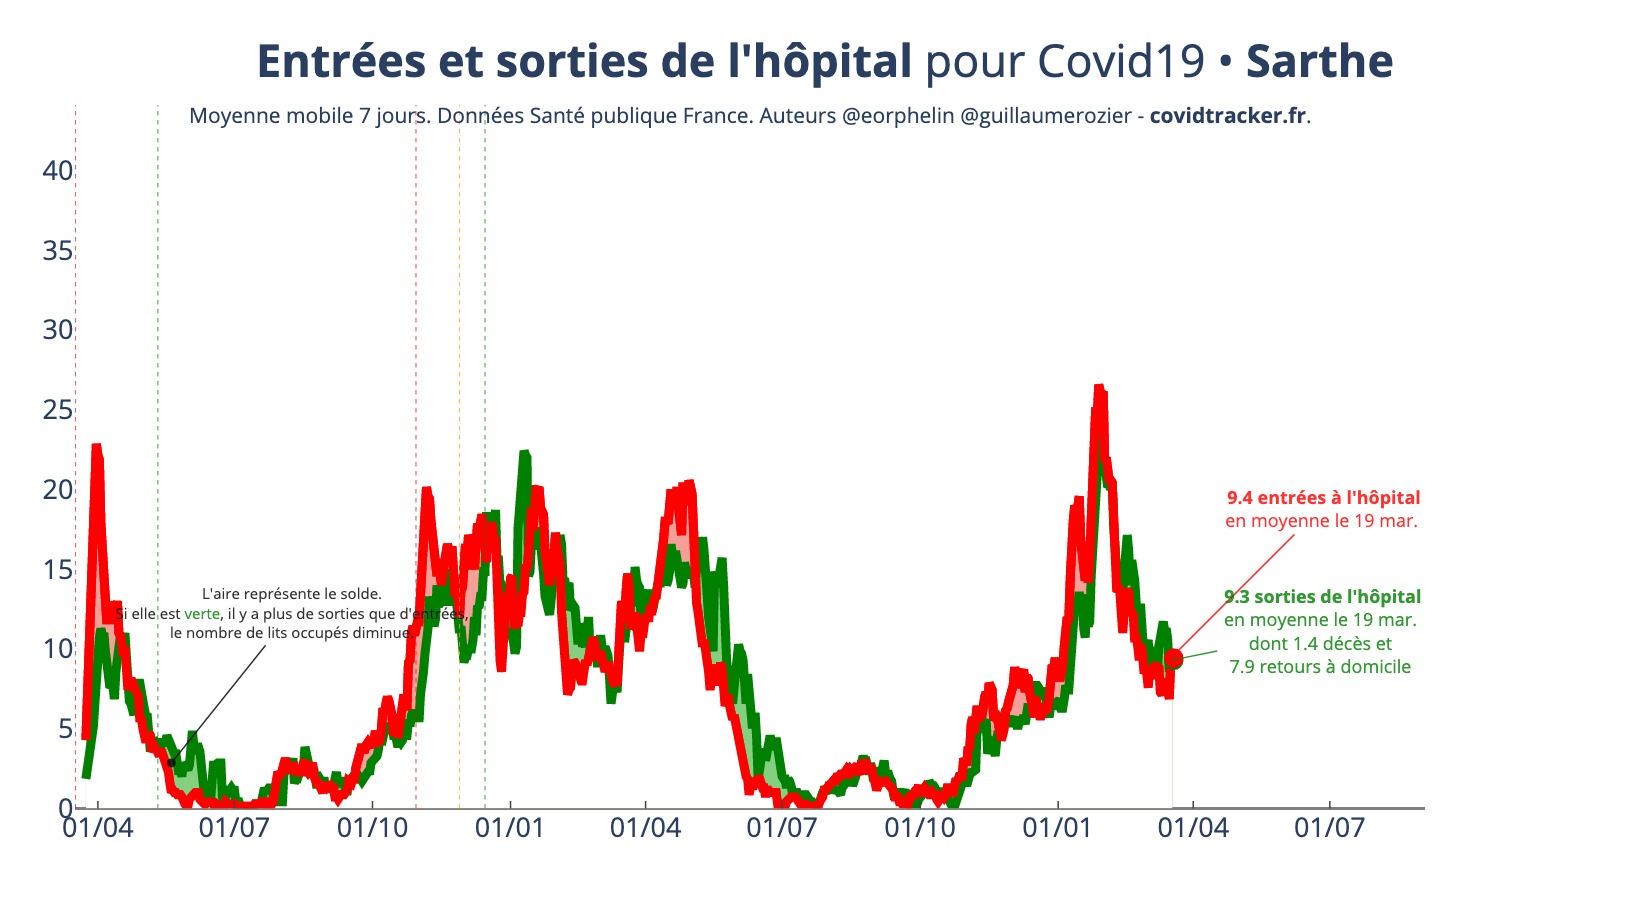 Entrées et sorties de l'hôpital pour Covid19 • Sarthe
Moyenne mobile 7 jours. Données Santé publique France. Auteurs @eorphelin @guillaumerozier - covidtracker.fr.
40
35
30
25
20
15
10
5
0
9.4 entrées à l'hôpital
en moyenne le 19 mar.
9.3 sorties de l'hôpital
en moyenne le 19 mar.
dont 1.4 décès et
7.9 retours à domicile
L'aire représente le solde.
Si elle est verte, il y a plus de sorties que d'entrées,
le nombre de lits occupés diminue.
01/04 01/07 01/10 01/01 01/04 01/07 01/10 01/01 01/04 01/07